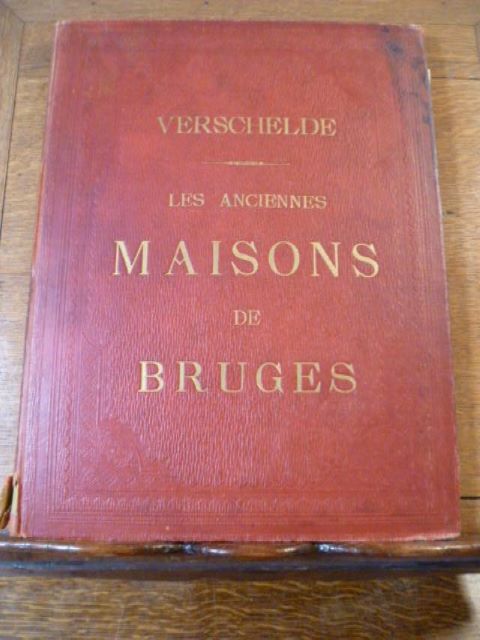 VERSCHELDE
LES ANCIENNES
MAISONS
DE
BRUGES